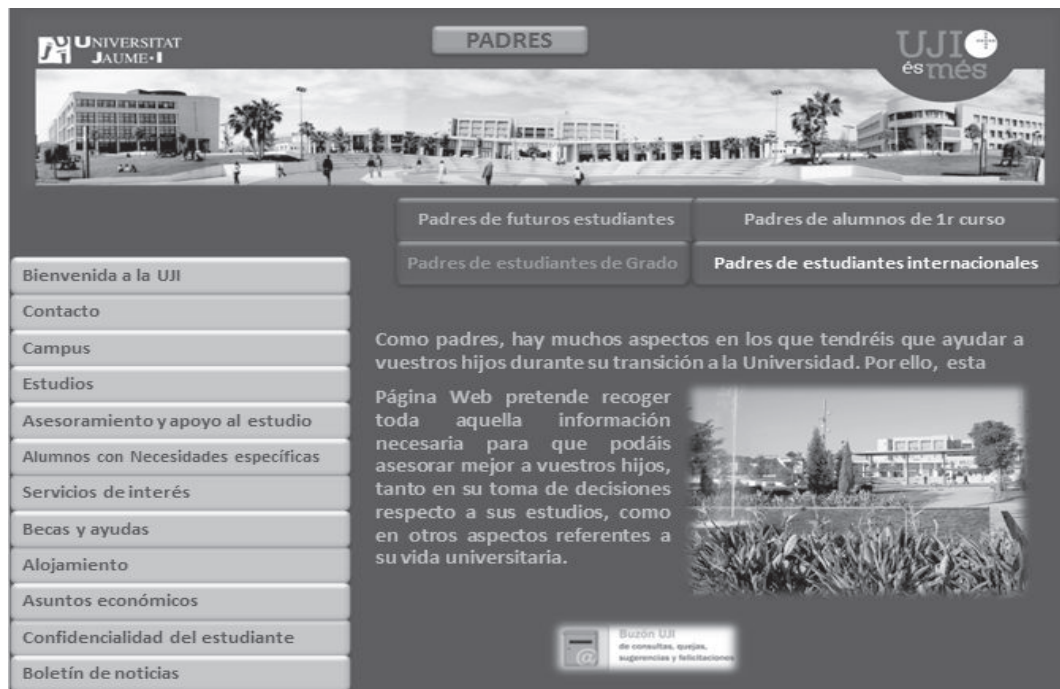 UNIVERSITAT
JAUME•I
PADRES
UJI
és més
Padres de futuros estudiantes
Padres de alumnos de 1r curso
Padres de estudiantes de Grado
Padres de estudiantes internacionales
Bienvenida a la UJI
Contacto
Campus
Estudios
Asesoramiento y apoyo al estudio
Alumnos con Necesidades específicas
Servicios de interés
Becas y ayudas
Alojamiento
Asuntos económicos
Confidencialidad del estudiante
Boletín de noticias
Como padres, hay muchos aspectos en los que tendréis que ayudar a
vuestros hijos durante su transición a la Universidad. Por ello, esta
Página Web pretende recoger
toda aquella información
necesaria para que podáis
asesorar mejor a vuestros hijos,
tanto en su toma de decisiones
respecto a sus estudios, como
en otros aspectos referentes a
su vida universitaria.
Buzón UJI
de consultas, quejas,
sugerencias y felicitaciones